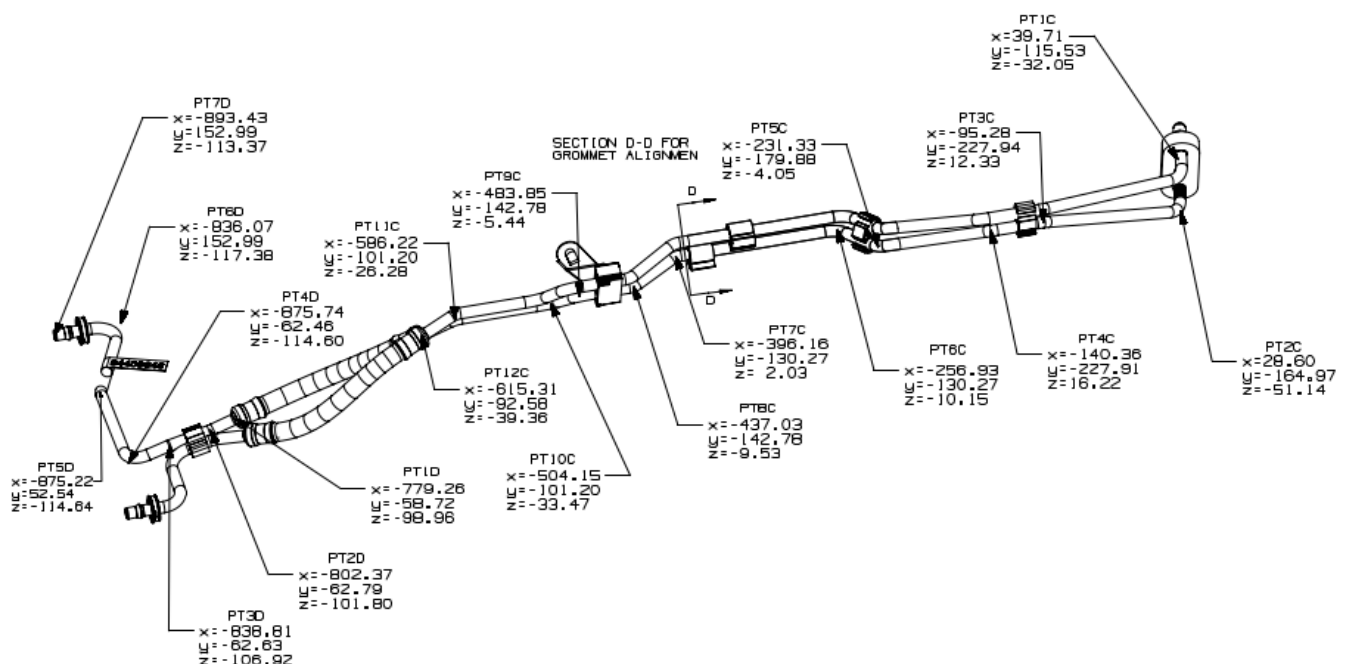 PT1C
x=39.71
y=-115.53
z=-32.05
PT7D
x=-893.43
y=152.99
z=-113.37
SECTION D-D FOR
GROMMET ALIGNMEN
PT5C
x=-231.33
y=-179.88
z=-4.05
PT3C
x=-95.28
y=-227.94
z=12.33
PT9C
x=-483.85
y=-142.78
z=-5.44
D
PT6D
x=-836.07
y=152.99
z=-117.38
PT11C
x=-586.22
y=-101.20
z=-26.28
PT4D
x=-875.74
y=-62.46
z=-114.60
D
PT7C
x=-396.16
y=-130.27
z= 2.03
PT6C
x=-256.93
y=-130.27
z=-10.15
PT4C
x=-140.36
y=-227.91
z=16.22
PT2C
x=28.60
y=-164.97
z=-51.14
PT12C
x=-615.31
y=-92.58
z=-39.36
PT8C
x=-437.03
y=-142.78
z=-9.53
PT5D
x=-875.22
y=52.54
z=-114.64
PT1D
x=-779.26
y=-58.72
z=-98.96
PT10C
x=-504.15
y=-101.20
z=-33.47
PT2D
x=-802.37
y=-62.79
z=-101.80
PT3D
x=-838.81
y=-62.63
z=-106.92